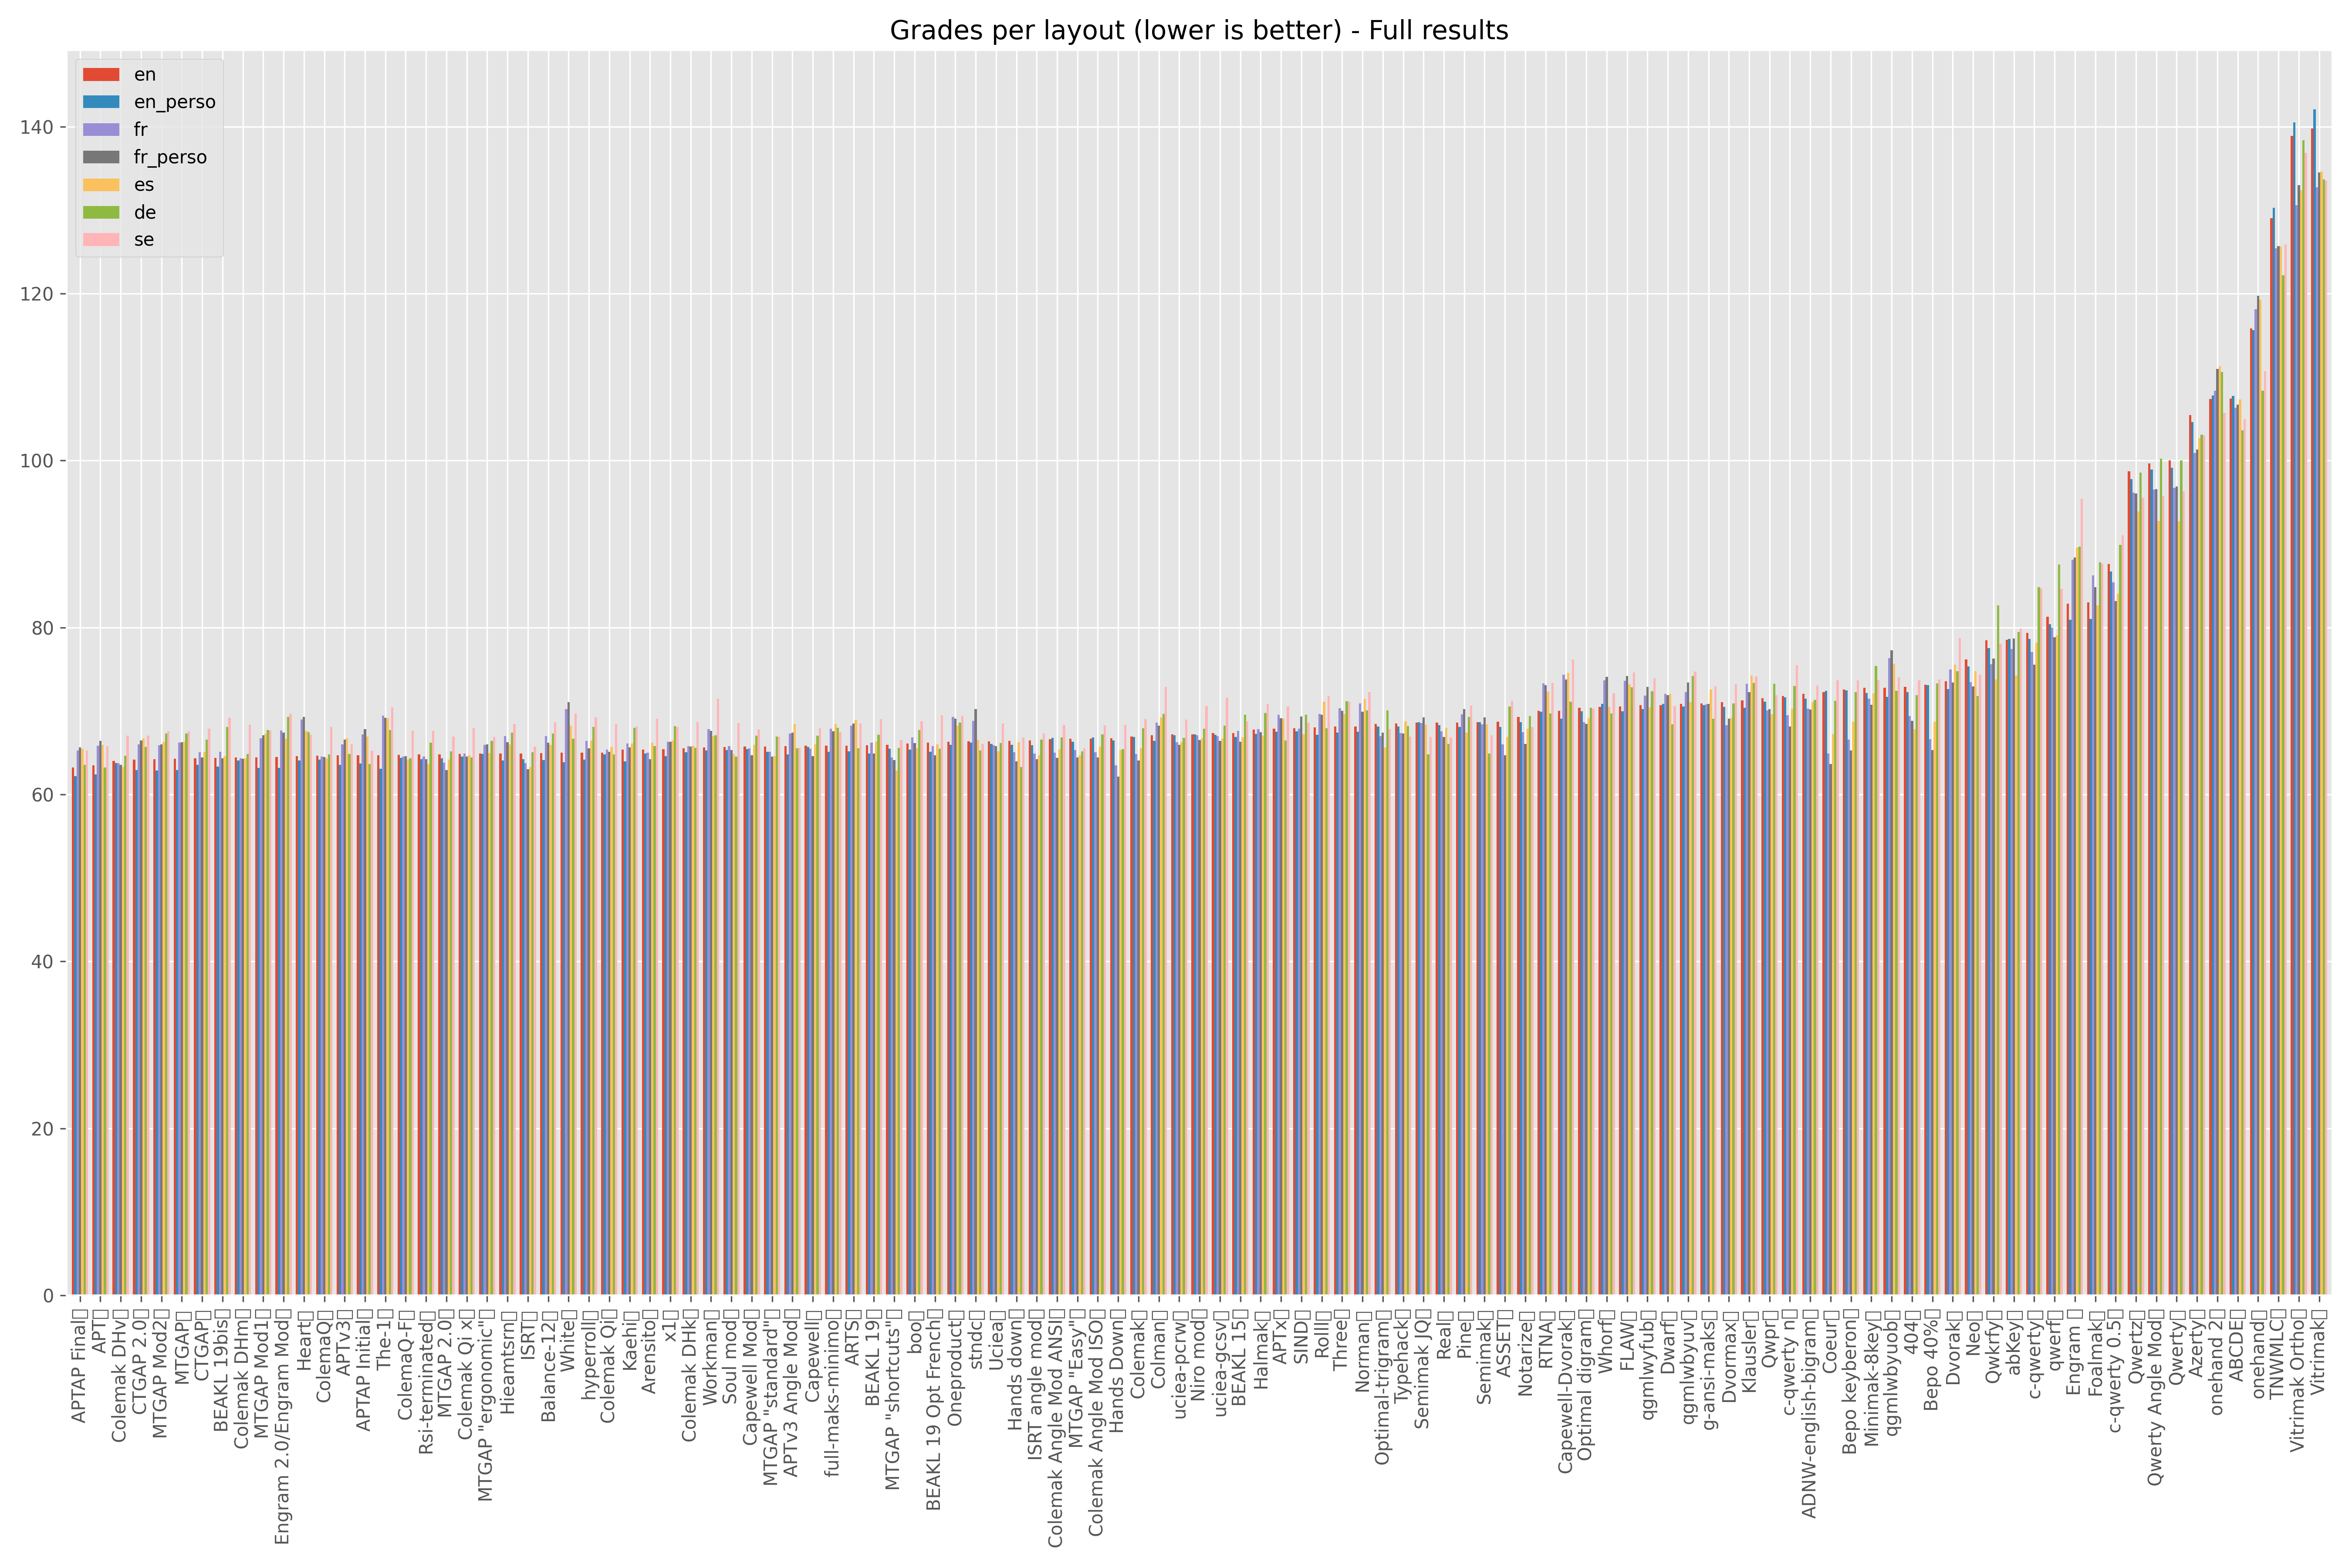 Grades per layout (lower is better) - Full results
en
en_perso
fr
fr_perso
es
de
se
140
120
100
80
60
40
20
0
APTAP Final
APT
Colemak DHv
CTGAP 2.0
MTGAP Mod2
MTGAP
CTGAP
BEAKL 19bis
Colemak DHm
MTGAP Mod1
Engram 2.0/Engram Mod
Heart
ColemaQ
APTv3
APTAP Initial
The-1
ColemaQ-F
Rsi-terminated
MTGAP 2.0
Colemak Qi x
MTGAP "ergonomic"
Hieamtsrn
ISRT
Balance-12
White
hyperroll
Colemak Qi
Kaehi
Arensito
x1
Colemak DHk
Workman
Soul mod
Capewell Mod
MTGAP "standard"
APTv3 Angle Mod
Capewell
full-maks-minimo
ARTS
BEAKL 19
MTGAP "shortcuts"
boo
BEAKL 19 Opt French
Oneproduct
stndc
Uciea
Hands down
ISRT angle mod
Colemak Angle Mod ANSI
MTGAP "Easy"
Colemak Angle Mod ISO
Hands Down
Colemak
Colman
uciea-pcrw
Niro mod
uciea-gcsv
BEAKL 15
Halmak
APTx
SIND
Rolll
Three
Norman
Optimal-trigram
Typehack
Semimak JQ
Real
Pine
Semimak
ASSET
Notarize
RTNA
Capewell-Dvorak
Optimal digram
Whorf
FLAW
qgmlwyfub
Dwarf
qgmlwbyuv
g-ansi-maks
Dvormax
Klausler
Qwpr
c-qwerty n
ADNW-english-bigram
Coeur
Bepo keyberon
Minimak-8key
qgmlwbyuob
404
Bepo 40%
Dvorak
Neo
Qwkrfy
abKey
c-qwerty
qwerf
Engram
Foalmak
c-qwerty 0.5
Qwertz
Qwerty Angle Mod
Qwerty
Azerty
onehand 2
ABCDE
onehand
TNWMLC
Vitrimak Ortho
Vitrimak